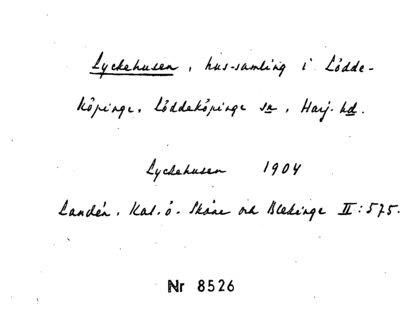 Lyckehusen, hus-samling i Lödde-
köpinge, Löddeköpinge sn, Harj. hd.
Lyckehusen 1904
Landén, Kal. ö. Skåne och Blekinge II:575.
Nr 8526